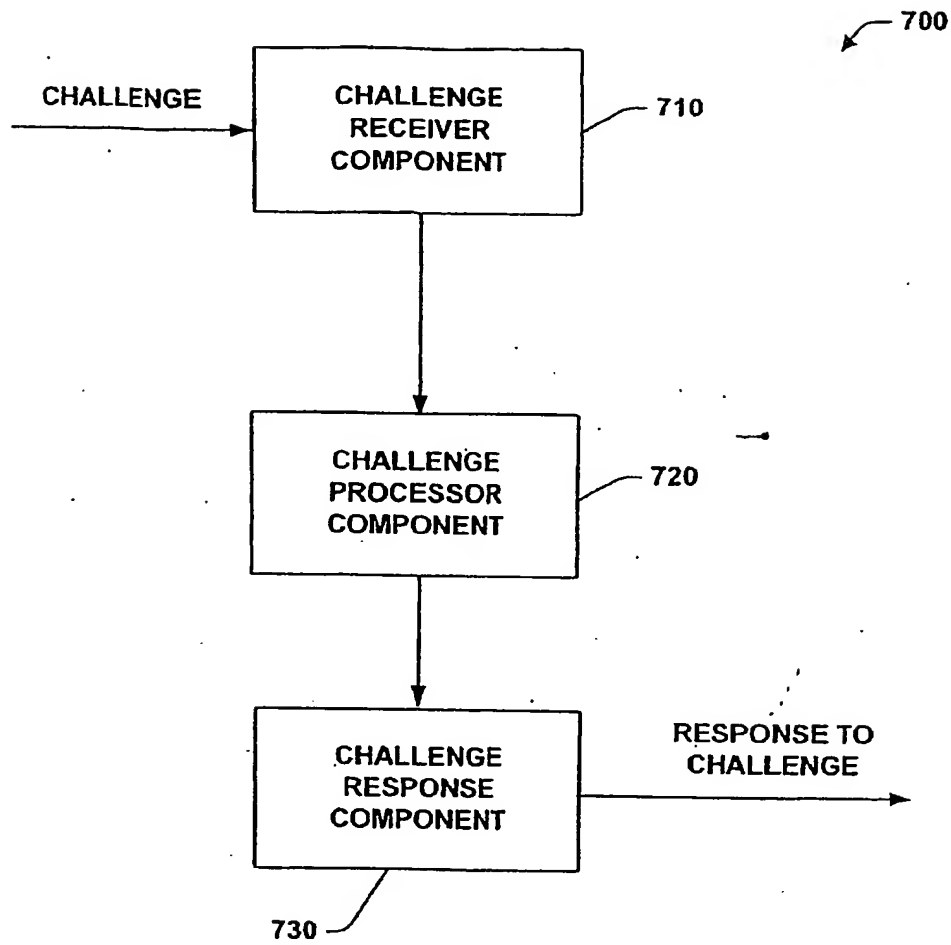 700
CHALLENGE
CHALLENGE
RECEIVER
COMPONENT
710
CHALLENGE
PROCESSOR
COMPONENT
720
CHALLENGE
RESPONSE
COMPONENT
RESPONSE TO
CHALLENGE
730